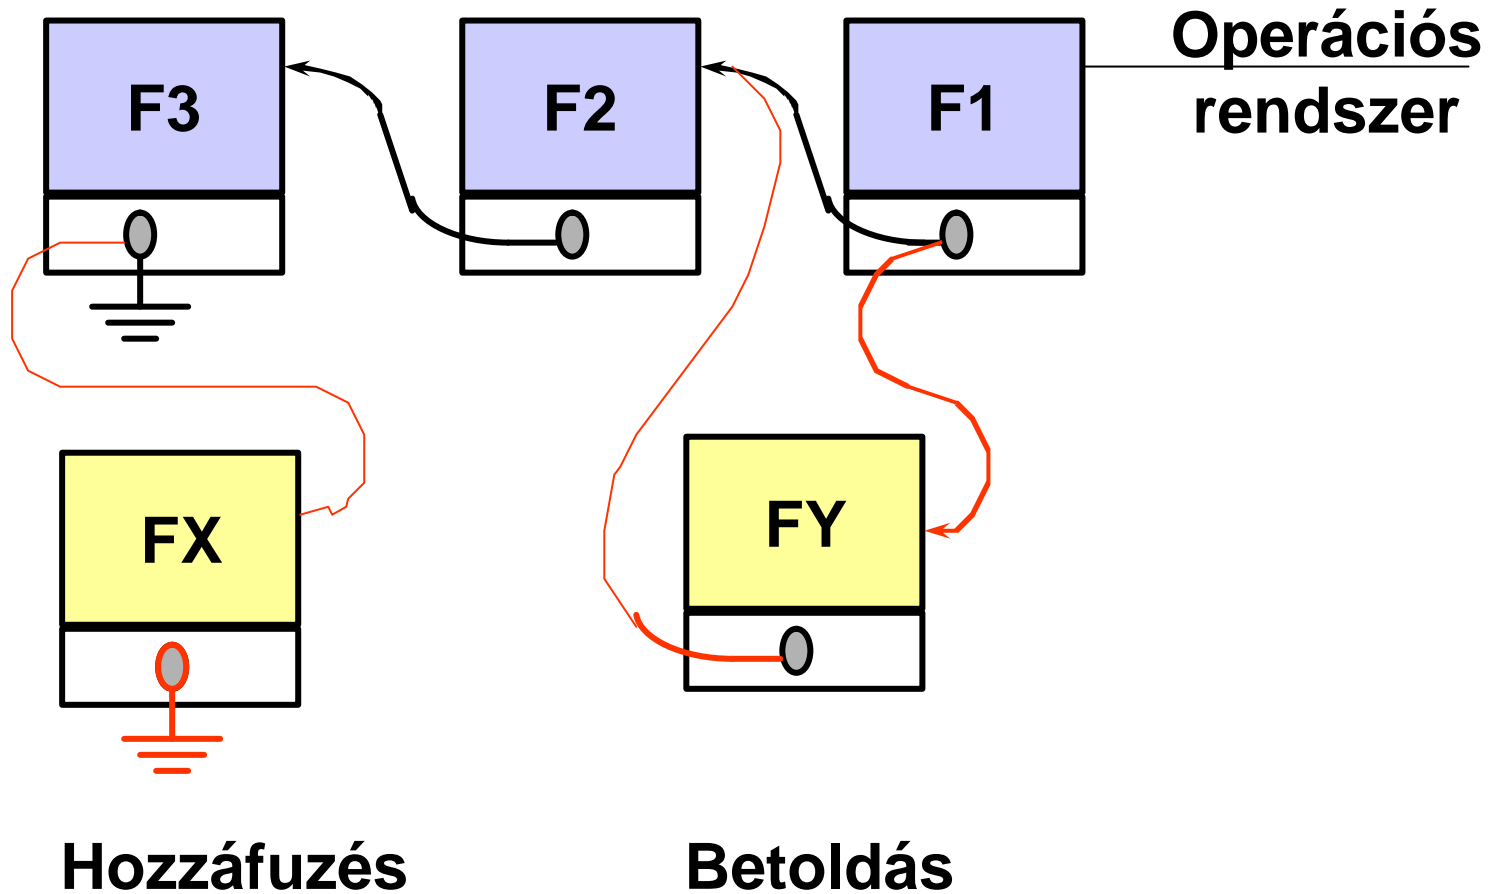 Operációs
rendszer
F3
F2
F1
FX
FY
Hozzáfuzés
Betoldás